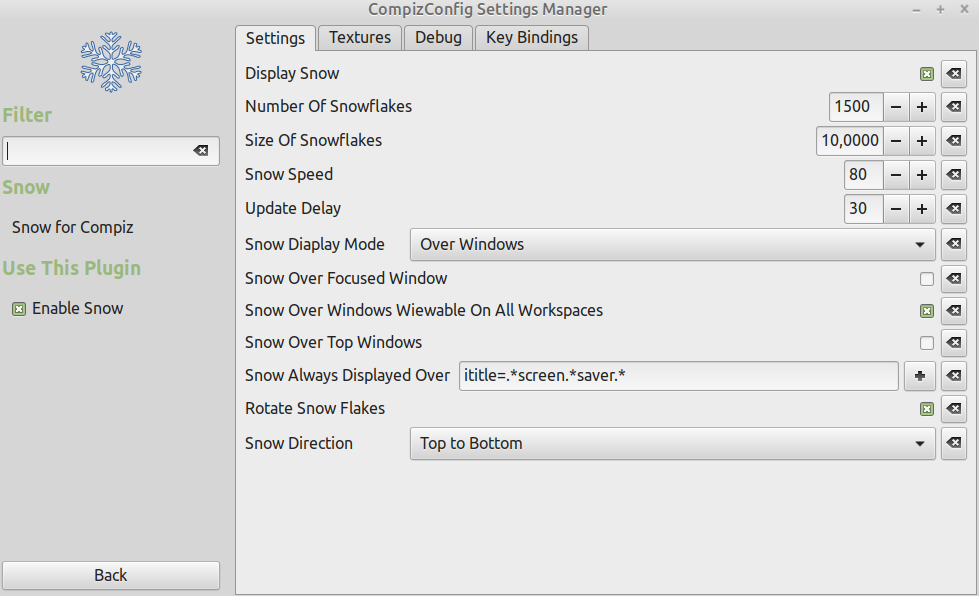 CompizConfig Settings Manager
Filter
Snow
Snow for Compiz
Use This Plugin
Enable Snow
Back
Settings
Textures
Debug
Key Bindings
Display Snow
Number Of Snowflakes 1500
Size Of Snowflakes 10,0000
Snow Speed 80
Update Delay 30
Snow Diaplay Mode Over Windows
Snow Over Focused Window
Snow Over Windows Wiewable On All Workspaces
Snow Over Top Windows
Snow Always Displayed Over ititle=.*screen.*saver.*
Rotate Snow Flakes
Snow Direction Top to Bottom